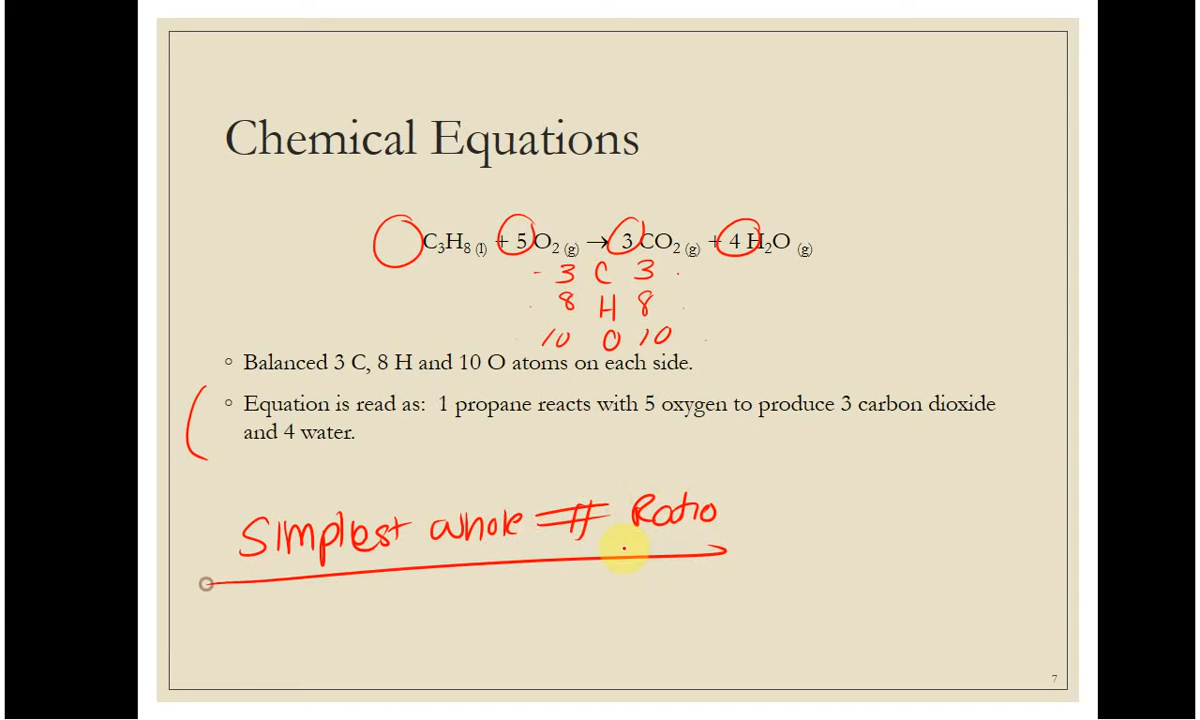 Chemical Equations
C₃H₈ (l) + 5 O₂ (g) → 3 CO₂ (g) + 4 H₂O (g)
3 C 3
8 H 8
10 O 10
◦ Balanced 3 C, 8 H and 10 O atoms on each side.
◦ Equation is read as: 1 propane reacts with 5 oxygen to produce 3 carbon dioxide
and 4 water.
Simplest whole # Ratio
7